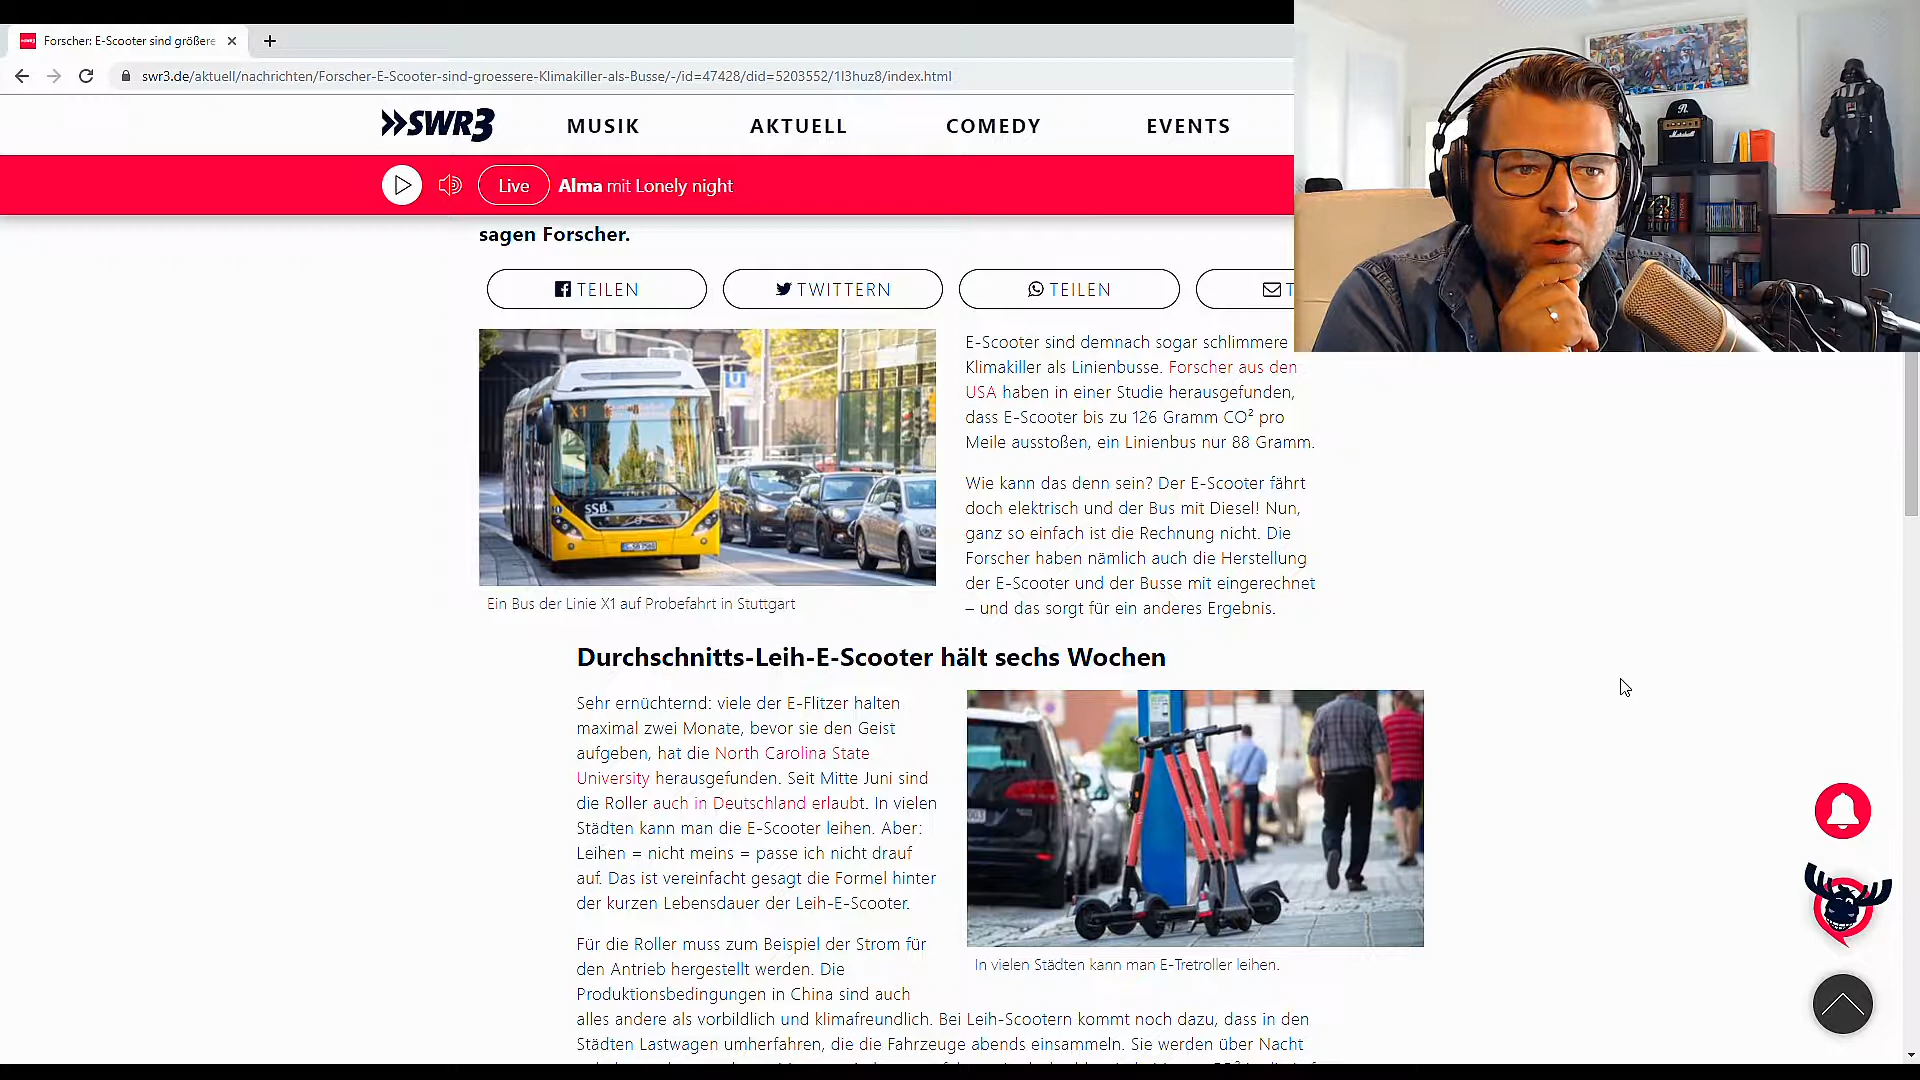 Forscher: E-Scooter sind größere
swr3.de/aktuell/nachrichten/Forscher-E-Scooter-sind-groessere-Klimakiller-als-Busse/-/id=47428/did=5203552/1l3huz8/index.html
SWR3
MUSIK
AKTUELL
COMEDY
EVENTS
Live
Alma mit Lonely night
sagen Forscher.
TEILEN
TWITTERN
TEILEN
E-Scooter sind demnach sogar schlimmere
Klimakiller als Linienbusse. Forscher aus den
USA haben in einer Studie herausgefunden,
dass E-Scooter bis zu 126 Gramm CO² pro
Meile ausstoßen, ein Linienbus nur 88 Gramm.
Wie kann das denn sein? Der E-Scooter fährt
doch elektrisch und der Bus mit Diesel! Nun,
ganz so einfach ist die Rechnung nicht. Die
Forscher haben nämlich auch die Herstellung
der E-Scooter und der Busse mit eingerechnet
– und das sorgt für ein anderes Ergebnis.
X1
U
SSB
Ein Bus der Linie X1 auf Probefahrt in Stuttgart
Durchschnitts-Leih-E-Scooter hält sechs Wochen
Sehr ernüchternd: viele der E-Flitzer halten
maximal zwei Monate, bevor sie den Geist
aufgeben, hat die North Carolina State
University herausgefunden. Seit Mitte Juni sind
die Roller auch in Deutschland erlaubt. In vielen
Städten kann man die E-Scooter leihen. Aber:
Leihen = nicht meins = passe ich nicht drauf
auf. Das ist vereinfacht gesagt die Formel hinter
der kurzen Lebensdauer der Leih-E-Scooter.
In vielen Städten kann man E-Tretroller leihen.
Für die Roller muss zum Beispiel der Strom für
den Antrieb hergestellt werden. Die
Produktionsbedingungen in China sind auch
alles andere als vorbildlich und klimafreundlich. Bei Leih-Scootern kommt noch dazu, dass in den
Städten Lastwagen umherfahren, die die Fahrzeuge abends einsammeln. Sie werden über Nacht
Marshall